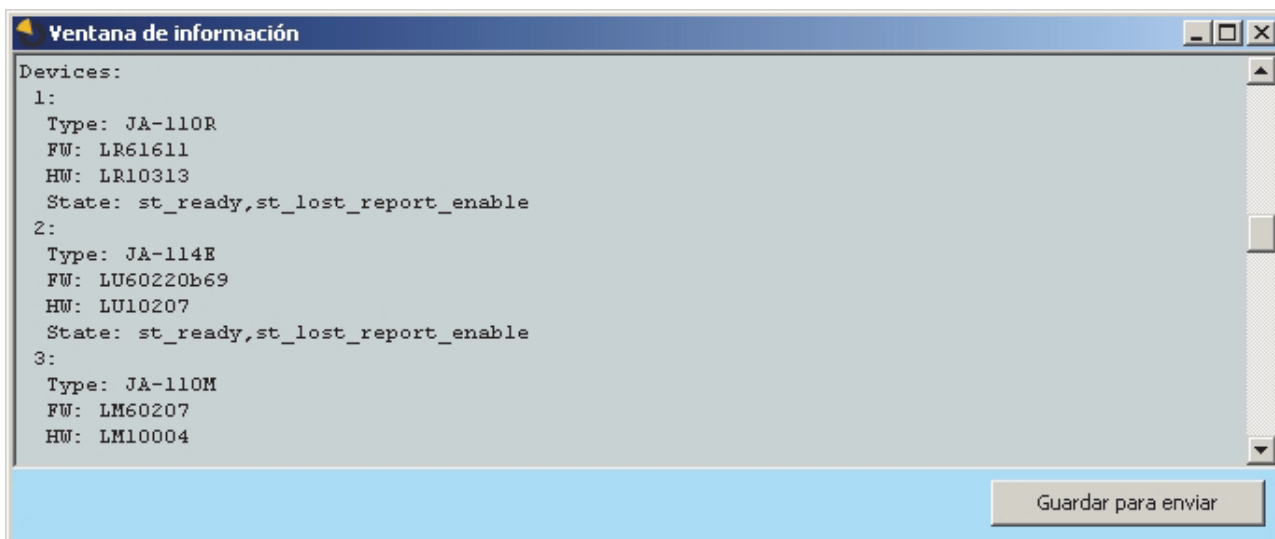 Ventana de información
Devices:
1:
Type: JA-110R
FW: LR61611
HW: LR10313
State: st_ready,st_lost_report_enable
2:
Type: JA-114E
FW: LU60220b69
HW: LU10207
State: st_ready,st_lost_report_enable
3:
Type: JA-110M
FW: LM60207
HW: LM10004
Guardar para enviar